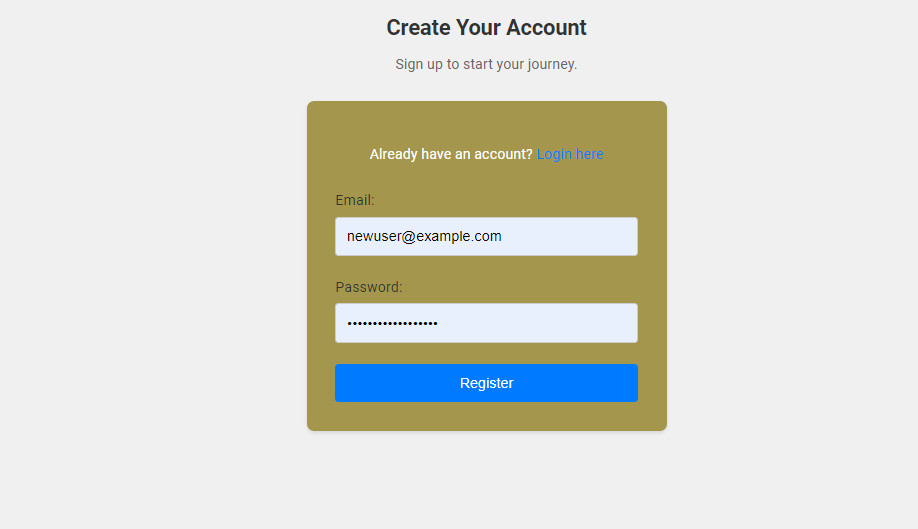 Create Your Account
Sign up to start your journey.
Already have an account? Login here
Email:
newuser@example.com
Password:
••••••••••••••••••
Register